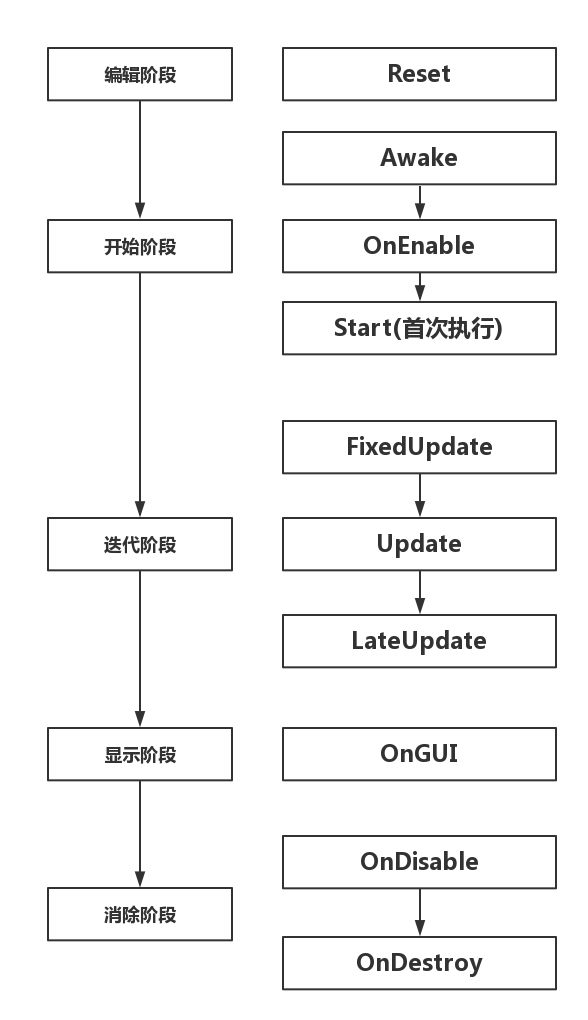 编辑阶段
Reset
Awake
开始阶段
OnEnable
Start(首次执行)
FixedUpdate
迭代阶段
Update
LateUpdate
显示阶段
OnGUI
OnDisable
消除阶段
OnDestroy